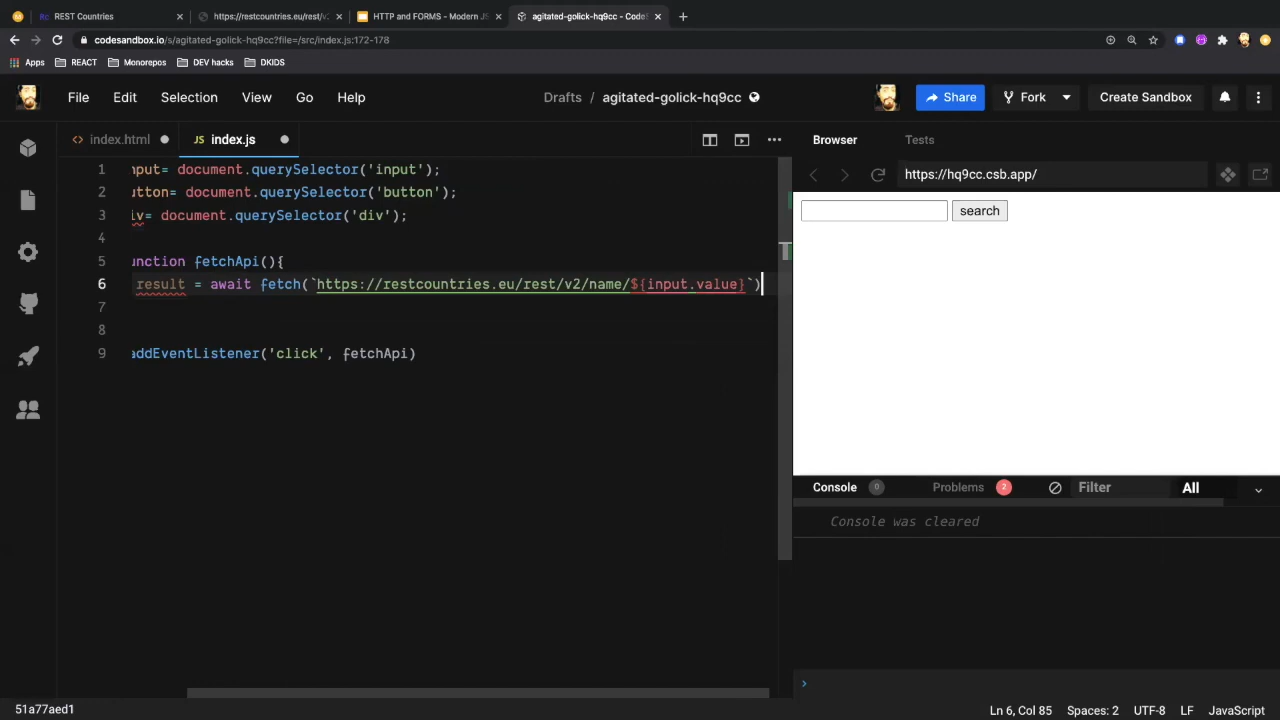 REST Countries
https://restcountries.eu/rest/v2
HTTP and FORMS - Modern JS
agitated-golick-hq9cc - CodeS
codesandbox.io/s/agitated-golick-hq9cc?file=/src/index.js:172-178
Apps REACT Monorepos DEV hacks DKIDS
File Edit Selection View Go Help
Drafts / agitated-golick-hq9cc
Share Fork Create Sandbox
index.html
JS index.js
Browser Tests
https://hq9cc.csb.app/
search
1 nput= document.querySelector('input');
2 utton= document.querySelector('button');
3 iv= document.querySelector('div');
4
5 unction fetchApi(){
6 result = await fetch(`https://restcountries.eu/rest/v2/name/${input.value}`)
7
8
9 addEventListener('click', fetchApi)
Console 0 Problems 2 Filter All
Console was cleared
51a77aed1
Ln 6, Col 85 Spaces: 2 UTF-8 LF JavaScript